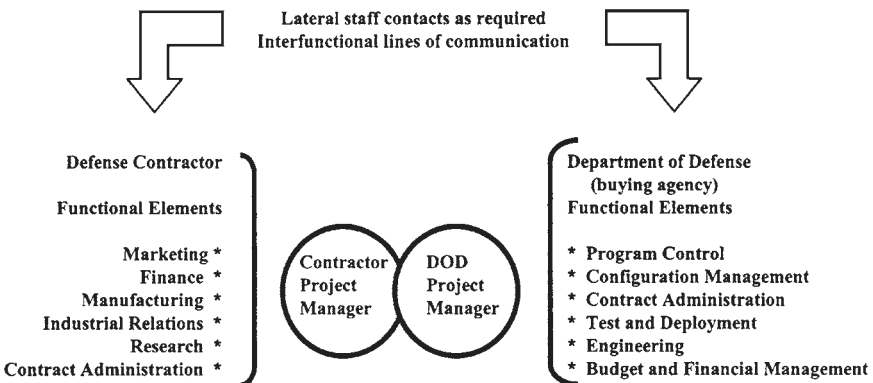 Lateral staff contacts as required
Interfunctional lines of communication
Defense Contractor
Functional Elements
Marketing *
Finance *
Manufacturing *
Industrial Relations *
Research *
Contract Administration *
Contractor
Project
Manager
DOD
Project
Manager
Department of Defense
(buying agency)
Functional Elements
* Program Control
* Configuration Management
* Contract Administration
* Test and Deployment
* Engineering
* Budget and Financial Management